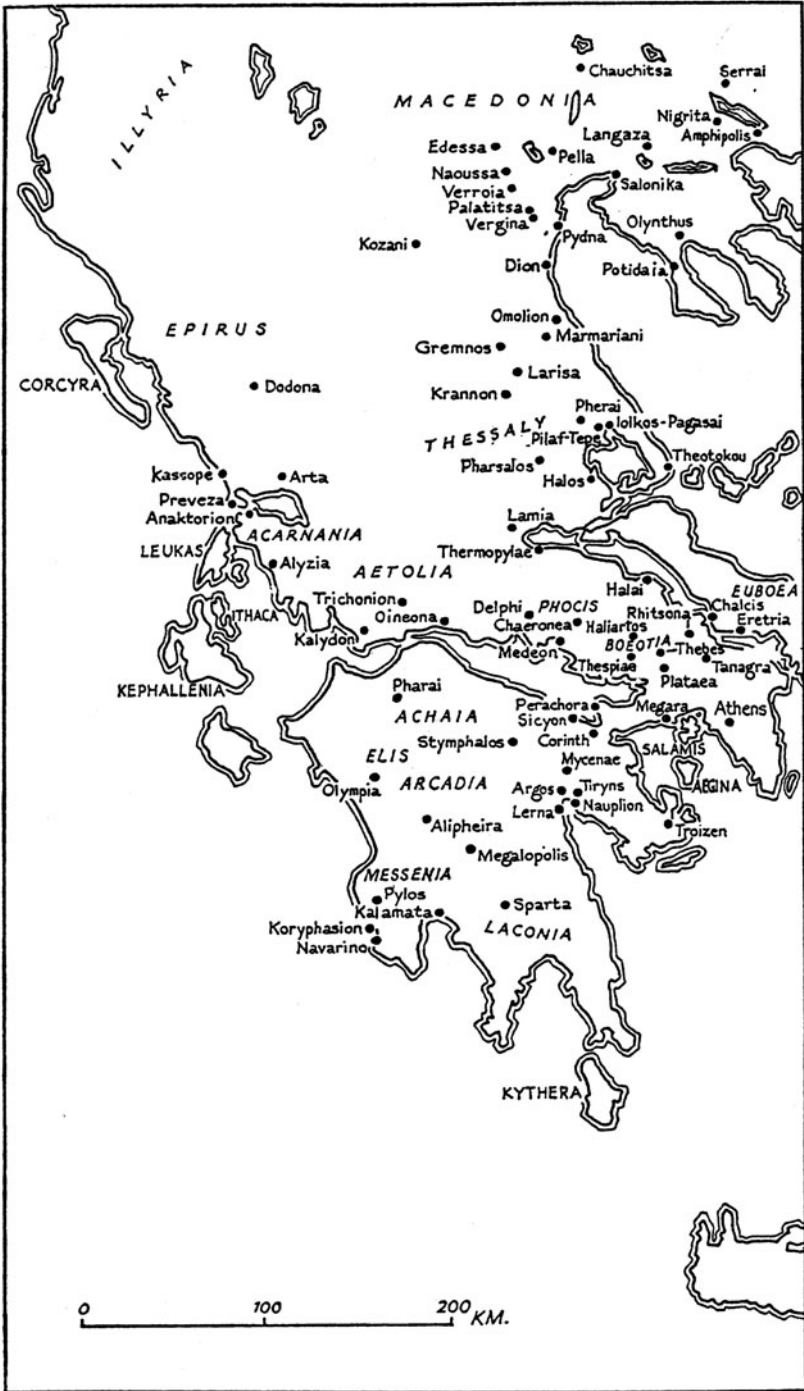 ILLYRIA
MACEDONIA
Chauchitsa
Serrai
Nigrita
Amphipolis
Langaza
Edessa
Pella
Naoussa
Salonika
Verroia
Palatitsa
Vergina
Pydna
Olynthus
Kozani
Dion
Potidaia
Omolion
Marmariani
EPIRUS
Gremnos
Larisa
CORCYRA
Dodona
Krannon
Pherai
Iolkos-Pagasai
THESSALY
Pilaf-Tepe
Theotokou
Pharsalos
Halos
Kassope
Arta
Preveza
Anaktorion
ACARNANIA
Lamia
LEUKAS
Thermopylae
Alyzia
AETOLIA
Halai
EUBOEA
ITHACA
Trichonion
Oineona
Delphi
PHOCIS
Chaeronea
Haliartos
Rhitsona
Chalcis
Eretria
Kalydon
Medeon
BOEOTIA
Thebes
Thespiae
Tanagra
Plataea
KEPHALLENIA
Pharai
ACHAIA
Perachora
Sicyon
Megara
Athens
Corinth
SALAMIS
Stymphalos
ELIS
Mycenae
Olympia
ARCADIA
Argos
Tiryns
AEGINA
Lerna
Nauplion
Alipheira
Troizen
Megalopolis
MESSENIA
Pylos
Kalamata
Sparta
Koryphasion
LACONIA
Navarino
KYTHERA
0 100 200 KM.